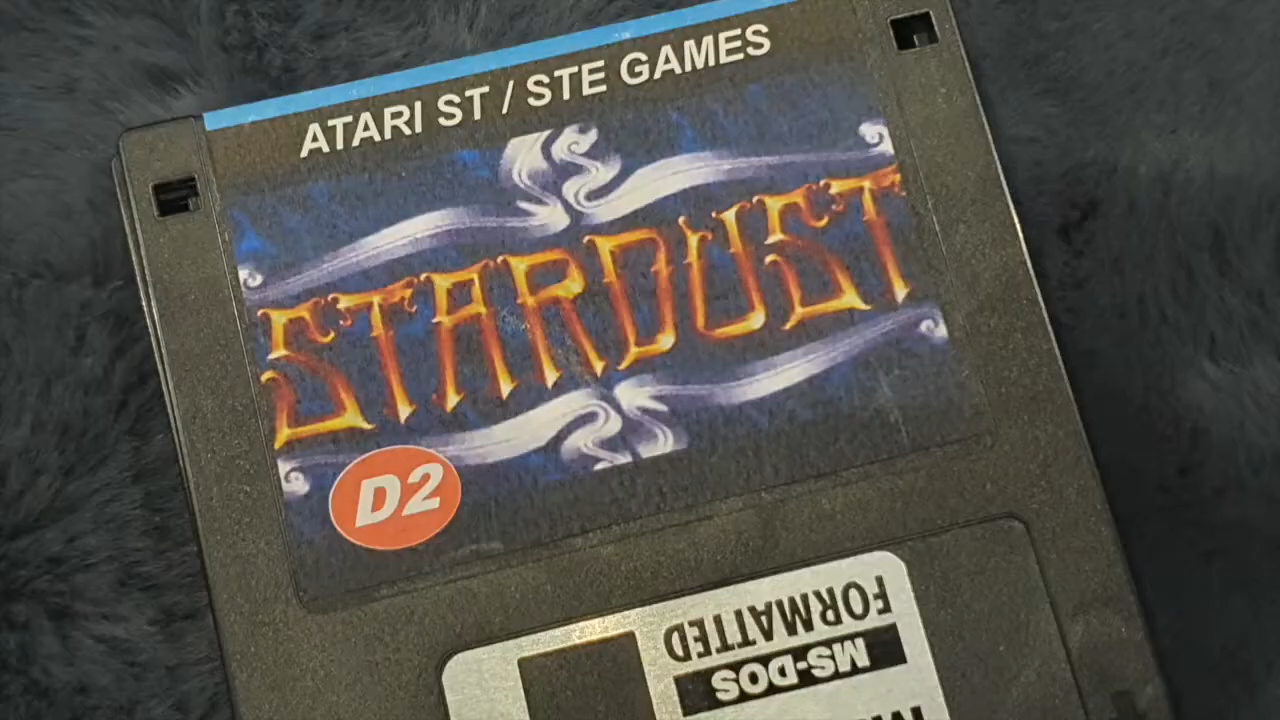 ATARI ST / STE GAMES
STARDUST
D2
FORMATTED
MS-DOS